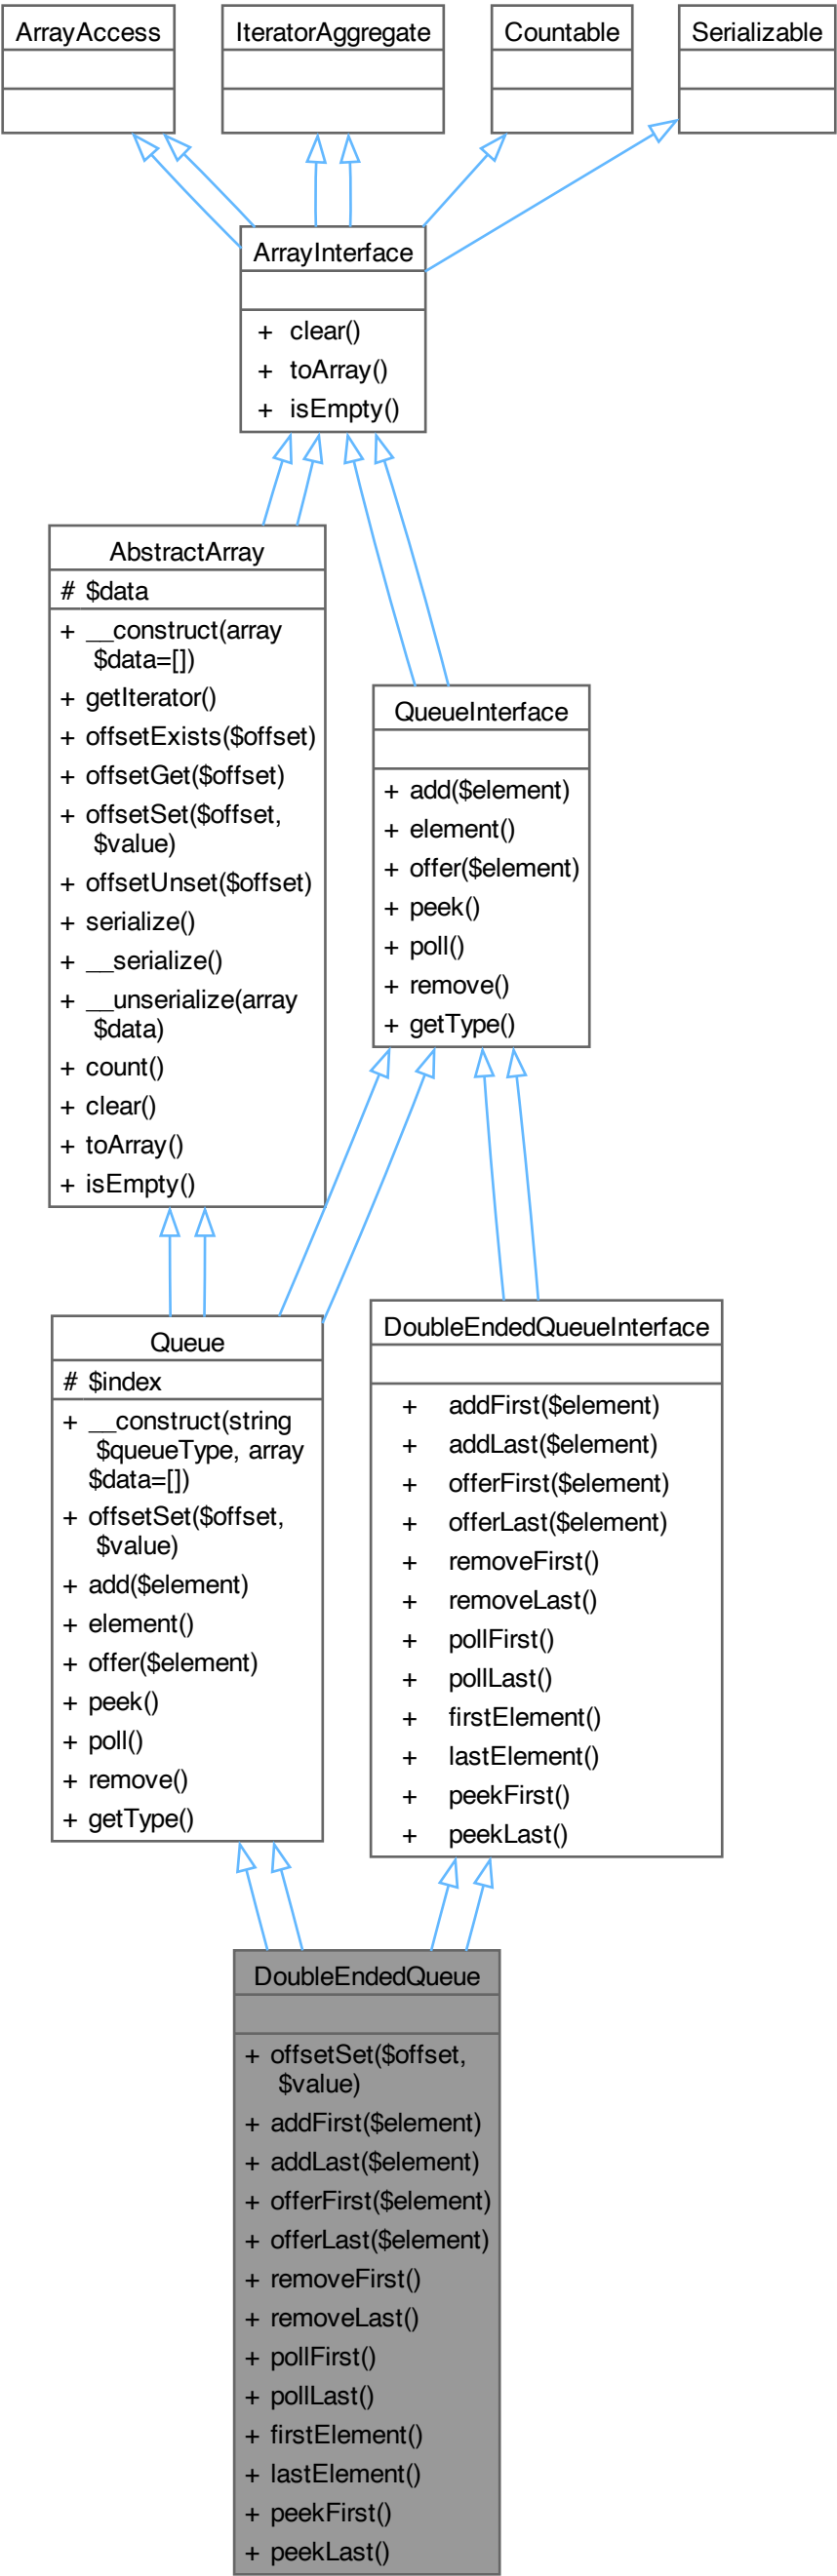 ArrayAccess
IteratorAggregate
Countable
Serializable
ArrayInterface
+ clear()
+ toArray()
+ isEmpty()
AbstractArray
# $data
+ __construct(array
$data=[])
+ getIterator()
+ offsetExists($offset)
+ offsetGet($offset)
+ offsetSet($offset,
$value)
+ offsetUnset($offset)
+ serialize()
+ __serialize()
+ __unserialize(array
$data)
+ count()
+ clear()
+ toArray()
+ isEmpty()
QueueInterface
+ add($element)
+ element()
+ offer($element)
+ peek()
+ poll()
+ remove()
+ getType()
Queue
# $index
+ __construct(string
$queueType, array
$data=[])
+ offsetSet($offset,
$value)
+ add($element)
+ element()
+ offer($element)
+ peek()
+ poll()
+ remove()
+ getType()
DoubleEndedQueueInterface
+ addFirst($element)
+ addLast($element)
+ offerFirst($element)
+ offerLast($element)
+ removeFirst()
+ removeLast()
+ pollFirst()
+ pollLast()
+ firstElement()
+ lastElement()
+ peekFirst()
+ peekLast()
DoubleEndedQueue
+ offsetSet($offset,
$value)
+ addFirst($element)
+ addLast($element)
+ offerFirst($element)
+ offerLast($element)
+ removeFirst()
+ removeLast()
+ pollFirst()
+ pollLast()
+ firstElement()
+ lastElement()
+ peekFirst()
+ peekLast()